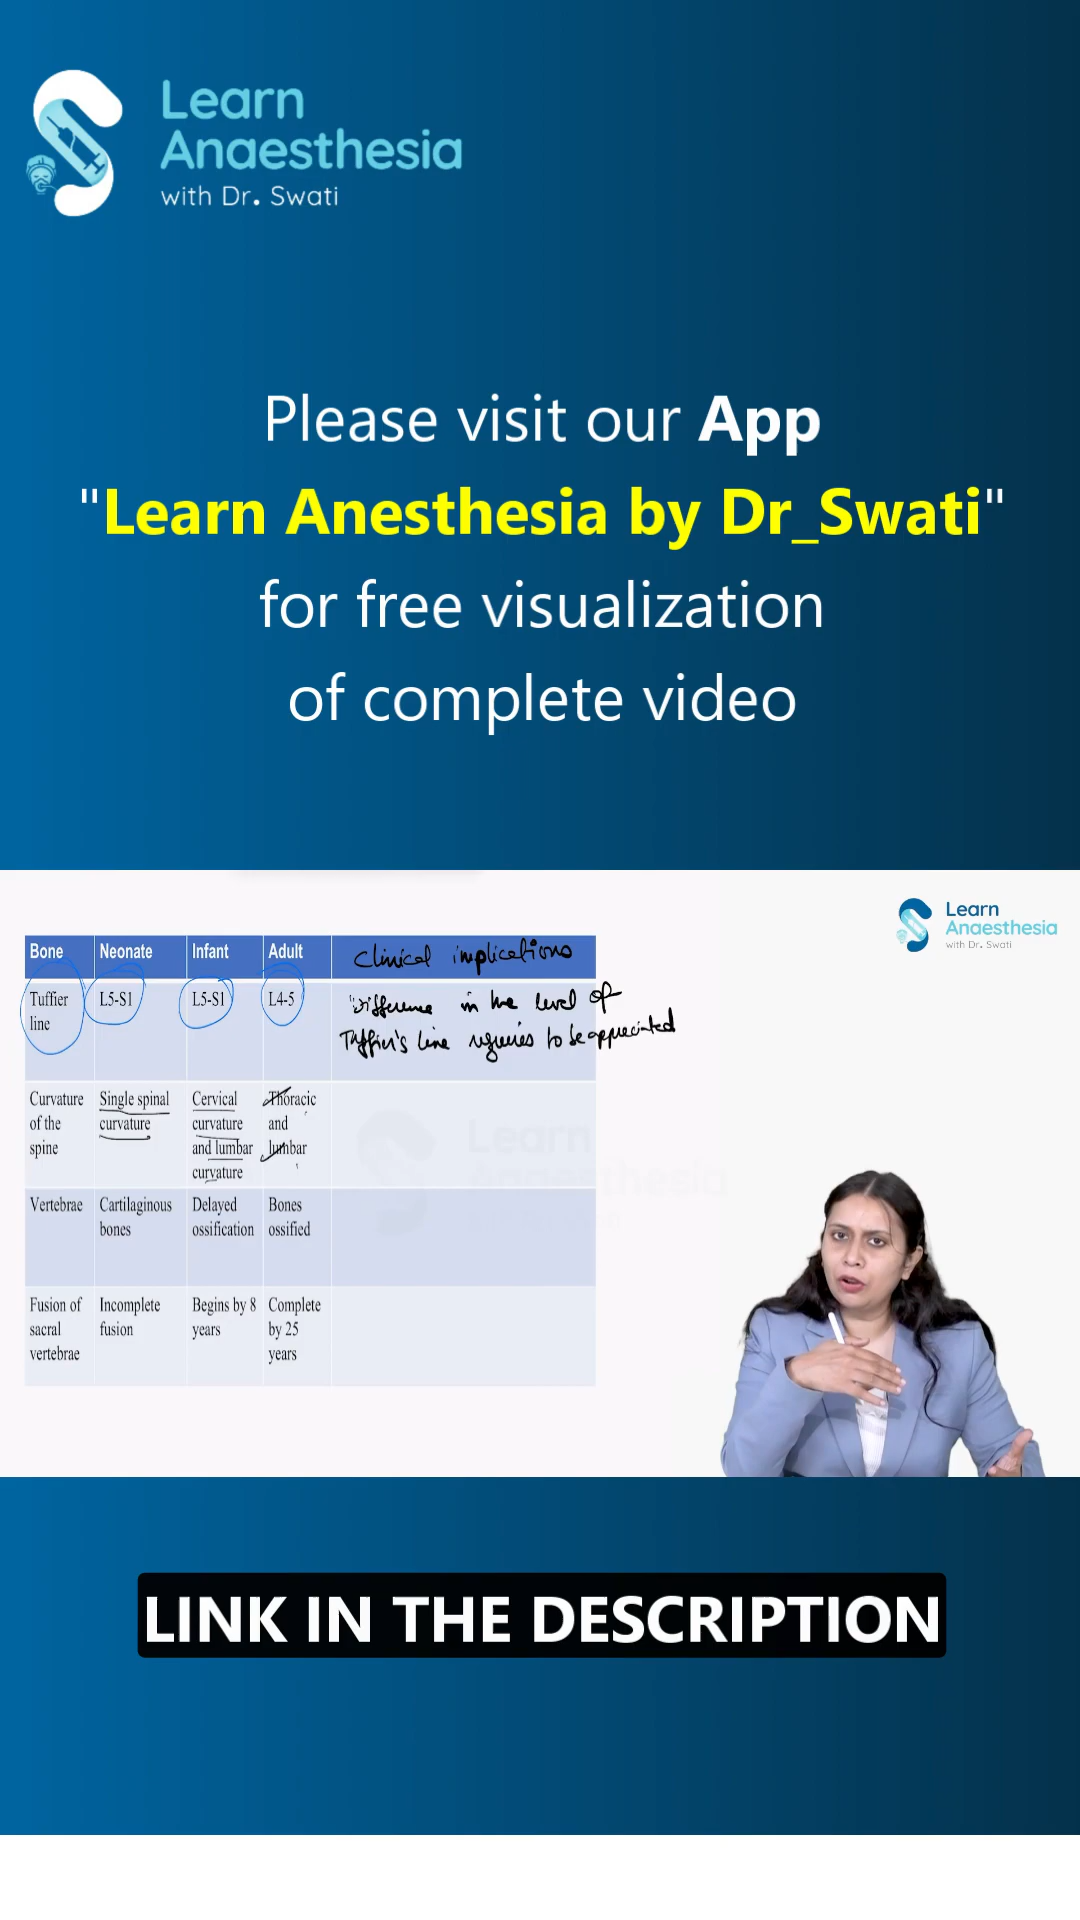 Learn
Anaesthesia
with Dr. Swati
Please visit our App
"Learn Anesthesia by Dr_Swati"
for free visualization
of complete video
Learn
Anaesthesia
with Dr. Swati
Bone Neonate Infant Adult Clinical implications
Tuffier line L5-S1 L5-S1 L4-5 Difference in the level of
Tuffier's line requires to be appreciated
Curvature of the spine Single spinal curvature Cervical curvature and lumbar curvature Thoracic and lumbar
Learn
Anaesthesia
Vertebrae Cartilaginous bones Delayed ossification Bones ossified
Fusion of sacral vertebrae Incomplete fusion Begins by 8 years Complete by 25 years
LINK IN THE DESCRIPTION